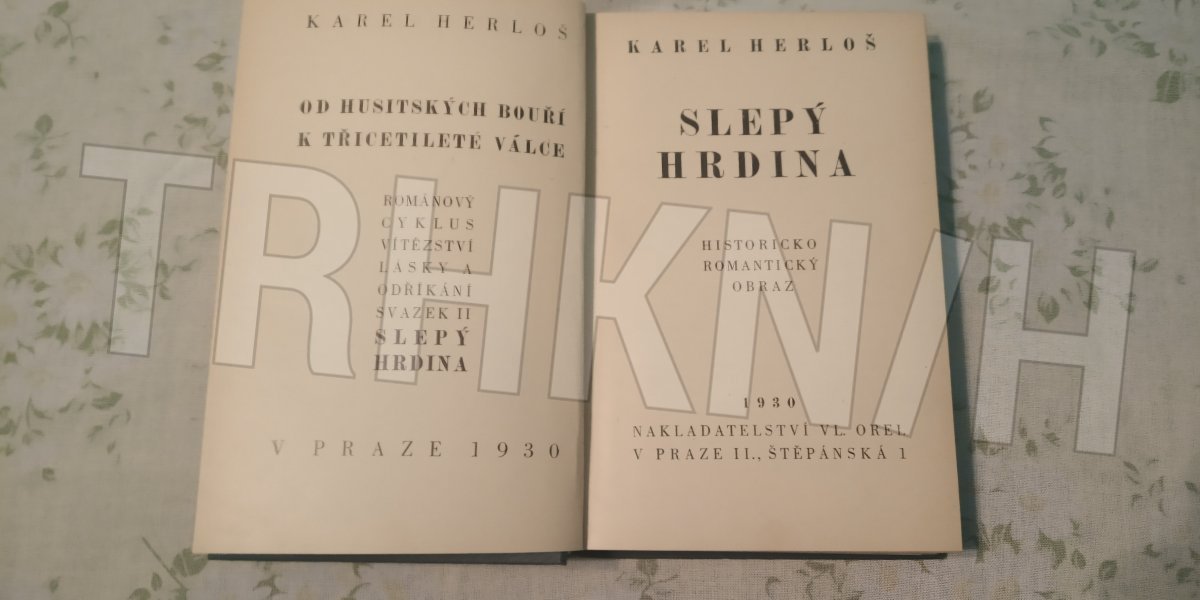 KAREL HERLOŠ
OD HUSITSKÝCH BOUŘÍ
K TŘICETILETÉ VÁLCE
ROMÁNOVÝ
CYKLUS
VÍTĚZSTVÍ
LÁSKY A
ODŘÍKÁNÍ
SVAZEK II
SLEPÝ
HRDINA
V PRAZE 1930
KAREL HERLOŠ
SLEPÝ
HRDINA
HISTORICKO
ROMANTICKÝ
OBRAZ
1930
NAKLADATELSTVÍ VL. OREL
V PRAZE II., ŠTĚPÁNSKÁ 1
TRHKNIH